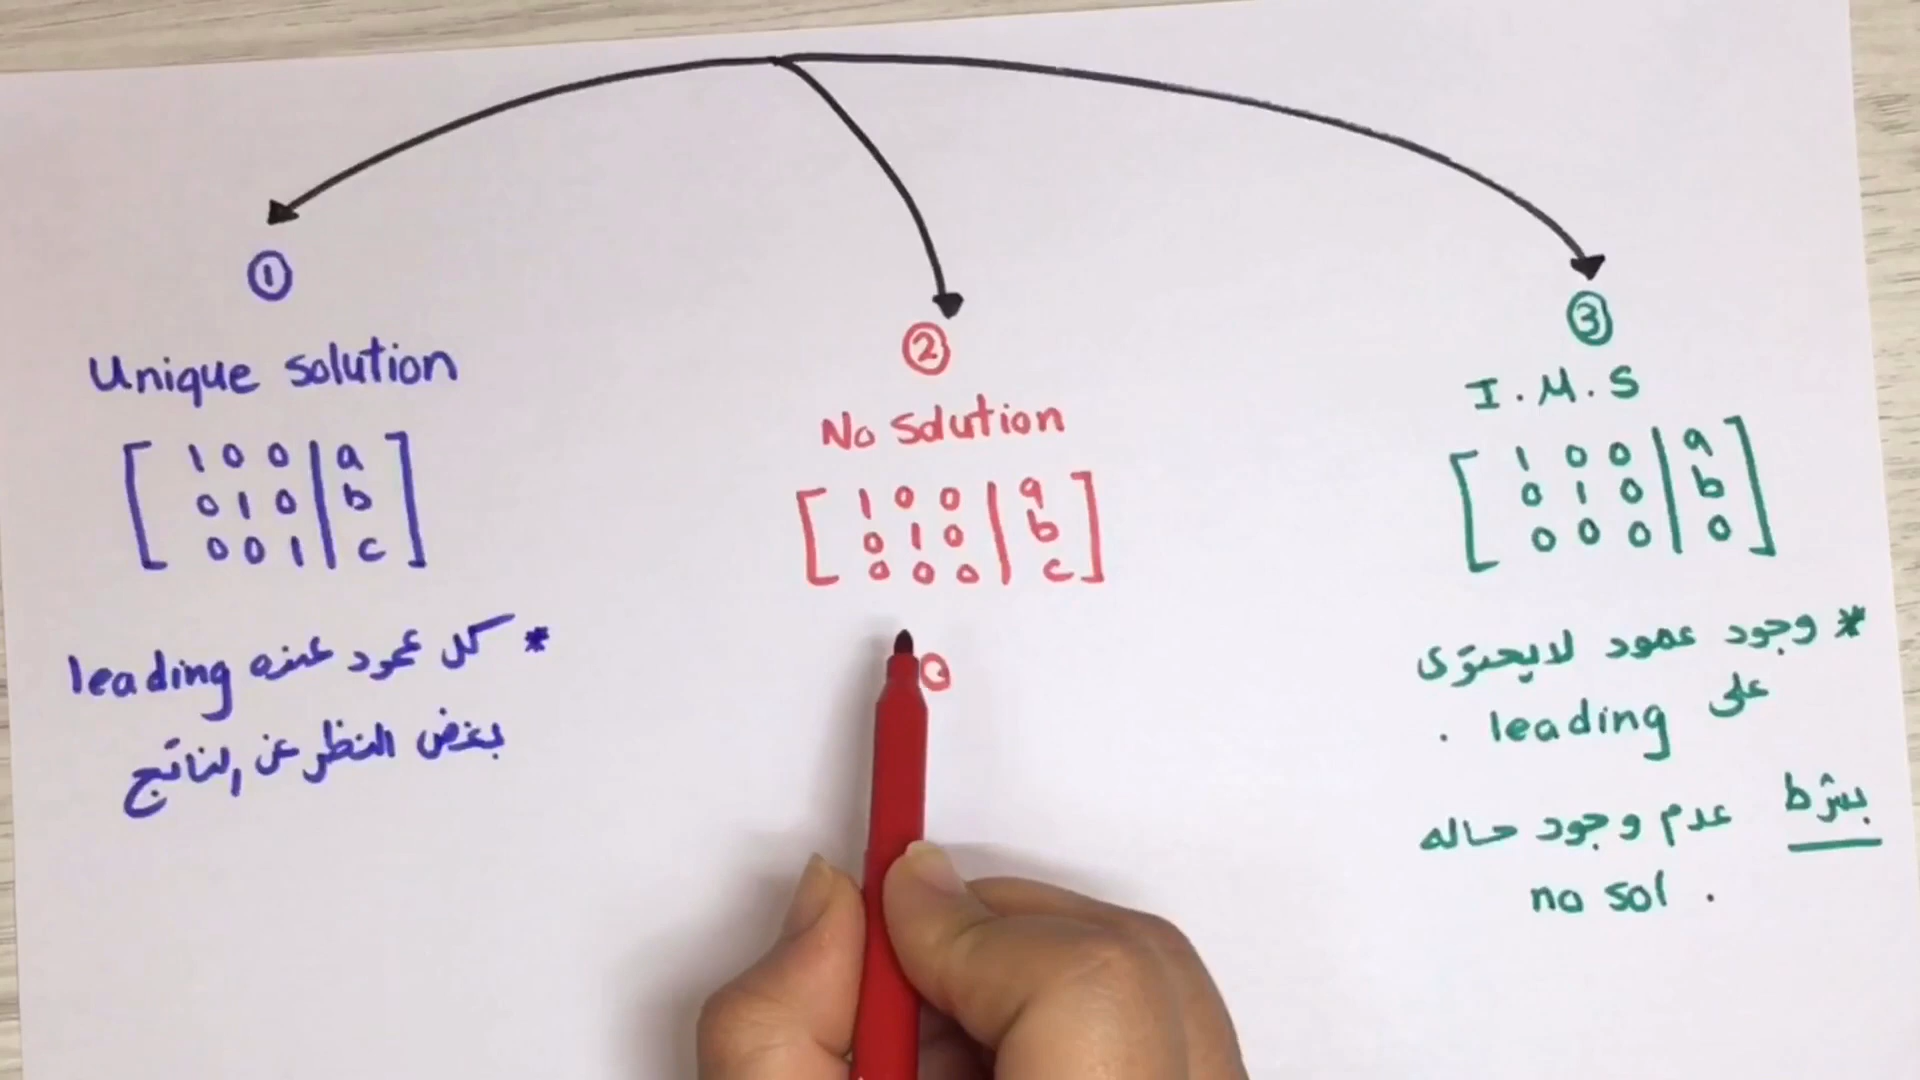 ①
Unique solution
1 0 0 | a
0 1 0 | b
0 0 1 | c
* كل عمود عنده leading
بغض النظر عن الناتج
②
No Solution
1 0 0 | a
0 1 0 | b
0 0 0 | c
③
I.M.S
1 0 0 | a
0 1 0 | b
0 0 0 | 0
* وجود عمود لا يحتوى
على leading .
بشرط عدم وجود حاله
no sol .